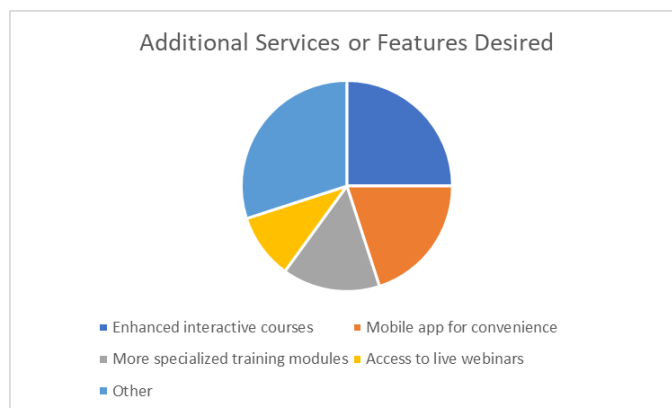 Additional Services or Features Desired
Enhanced interactive courses
Mobile app for convenience
More specialized training modules
Access to live webinars
Other